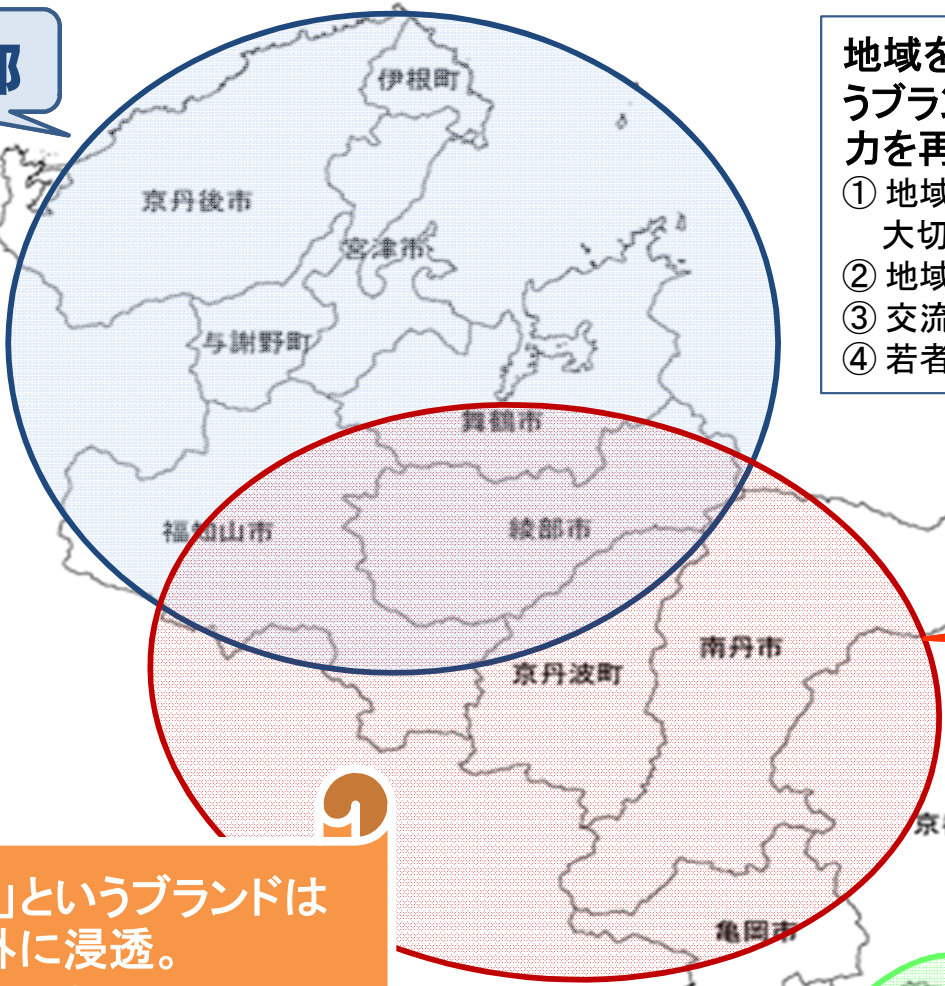 都
地域を
うブラン
力を再
① 地域
大切
② 地域
③ 交流
④ 若者
伊根町
京丹後市
宮津市
与謝野町
舞鶴市
福知山市
綾部市
南丹市
京丹波町
京
亀岡市
」というブランドは
外に浸透。